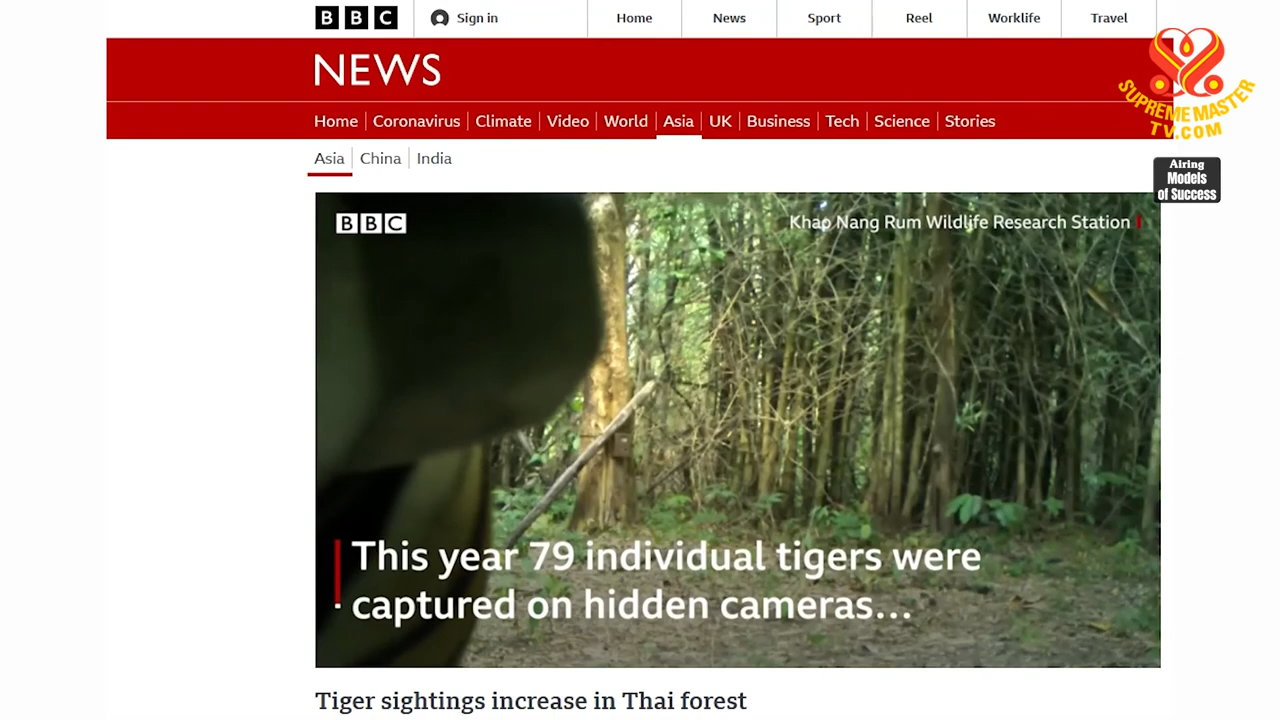 BBC Sign in Home News Sport Reel Worklife Travel
NEWS
Home Coronavirus Climate Video World Asia UK Business Tech Science Stories
SUPREME MASTER
TV.COM
Asia China India
Airing
Models
of Success
BBC
Khao Nang Rum Wildlife Research Station
This year 79 individual tigers were
captured on hidden cameras...
Tiger sightings increase in Thai forest